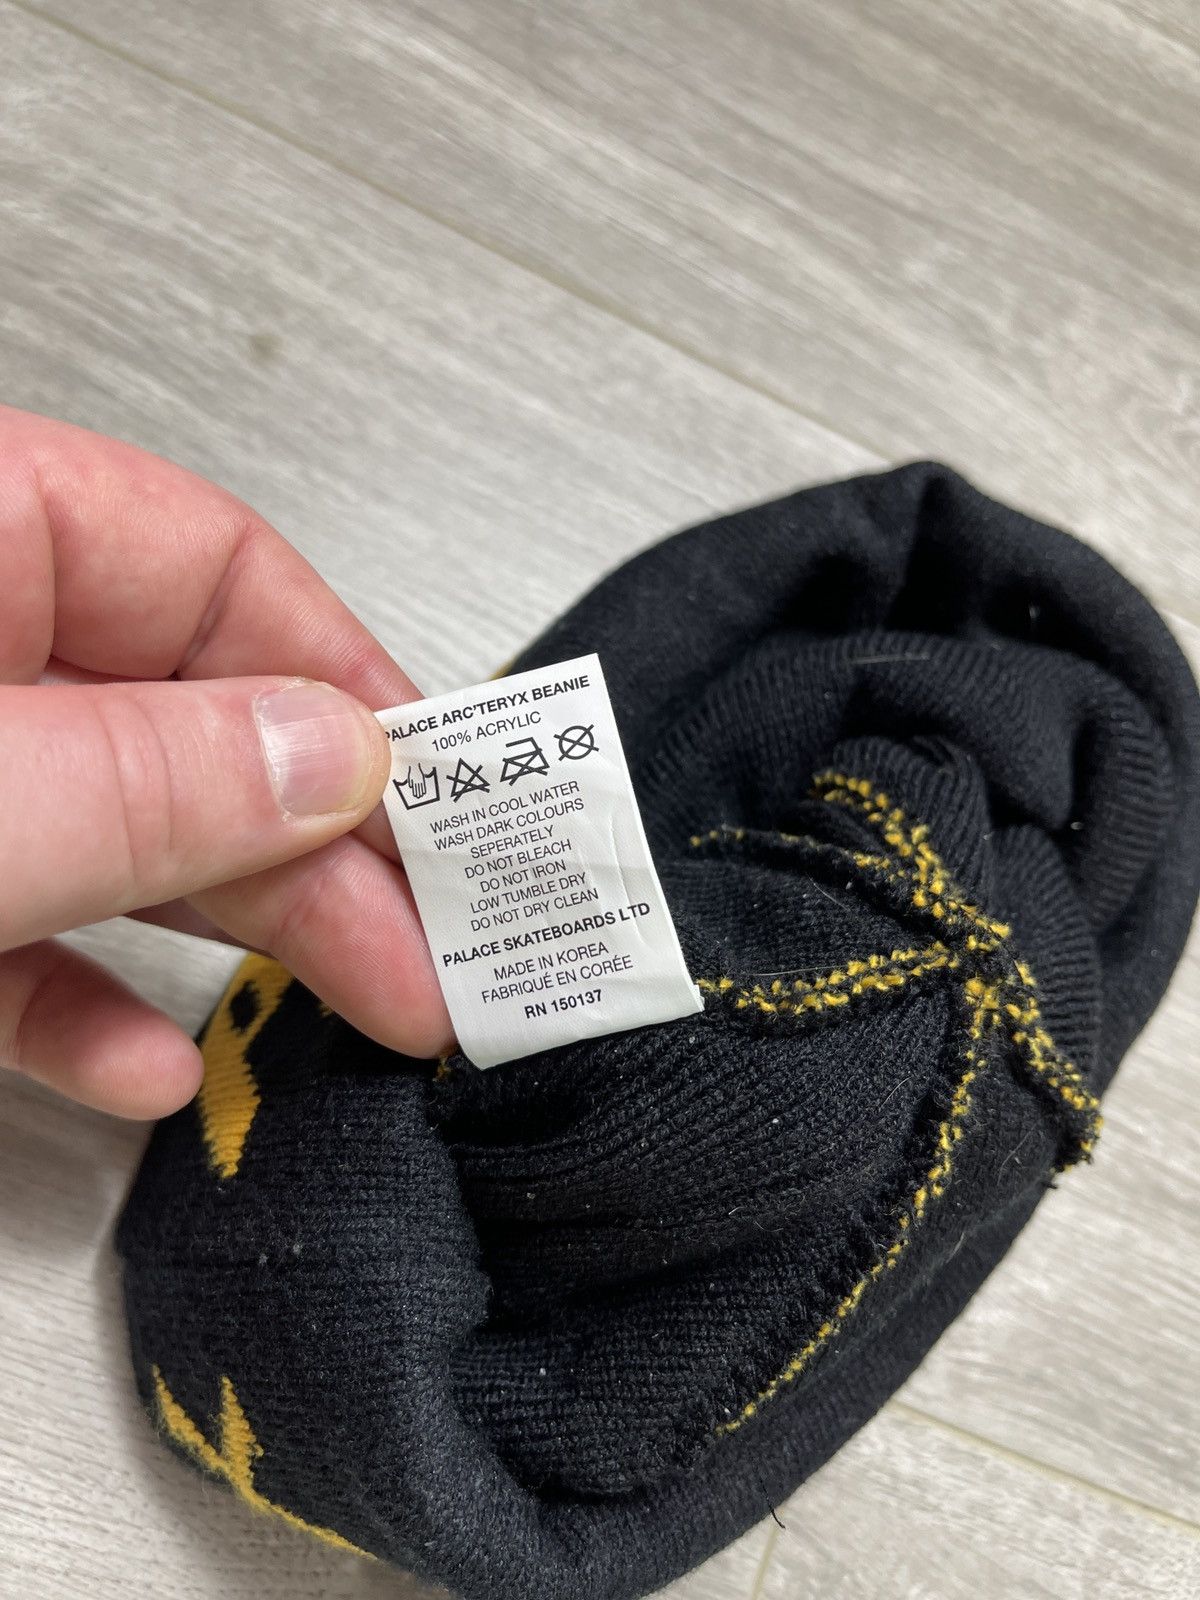 PALACE ARC'TERYX BEANIE
100% ACRYLIC
WASH IN COOL WATER
WASH DARK COLOURS
SEPERATELY
DO NOT BLEACH
DO NOT IRON
LOW TUMBLE DRY
DO NOT DRY CLEAN
PALACE SKATEBOARDS LTD
MADE IN KOREA
FABRIQUÉ EN CORÉE
RN 150137